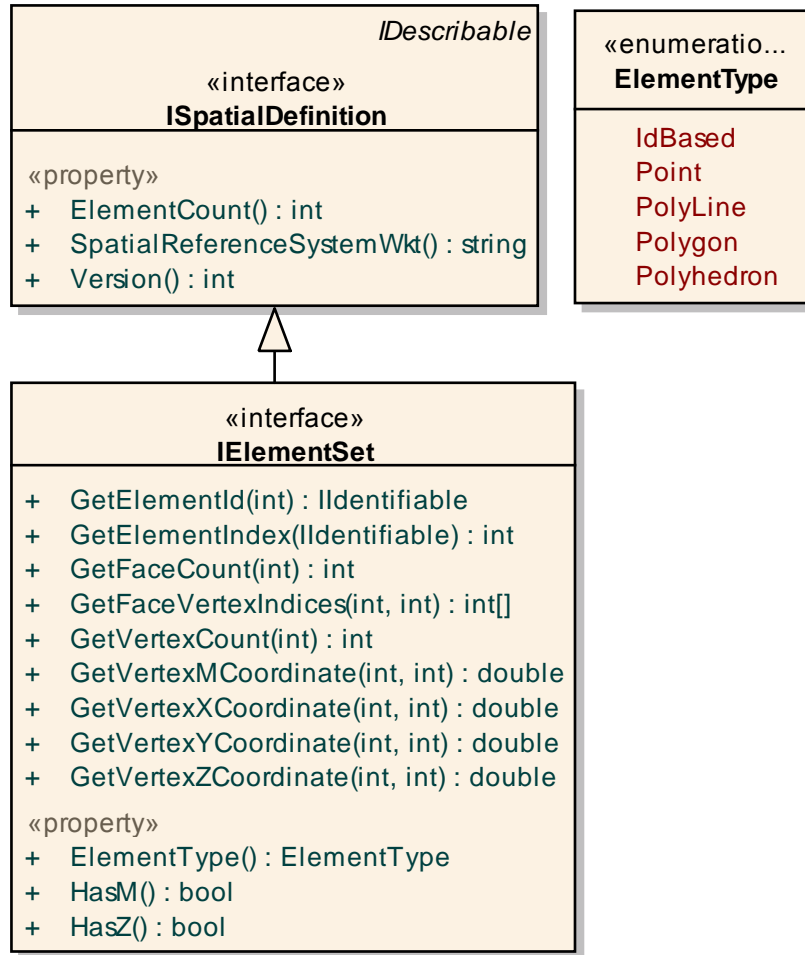 IDescribable
«interface»
ISpatialDefinition
«property»
+ ElementCount() : int
+ SpatialReferenceSystemWkt() : string
+ Version() : int
«enumeratio...
ElementType
IdBased
Point
PolyLine
Polygon
Polyhedron
«interface»
IElementSet
+ GetElementId(int) : IIdentifiable
+ GetElementIndex(IIdentifiable) : int
+ GetFaceCount(int) : int
+ GetFaceVertexIndices(int, int) : int[]
+ GetVertexCount(int) : int
+ GetVertexMCoordinate(int, int) : double
+ GetVertexXCoordinate(int, int) : double
+ GetVertexYCoordinate(int, int) : double
+ GetVertexZCoordinate(int, int) : double
«property»
+ ElementType() : ElementType
+ HasM() : bool
+ HasZ() : bool